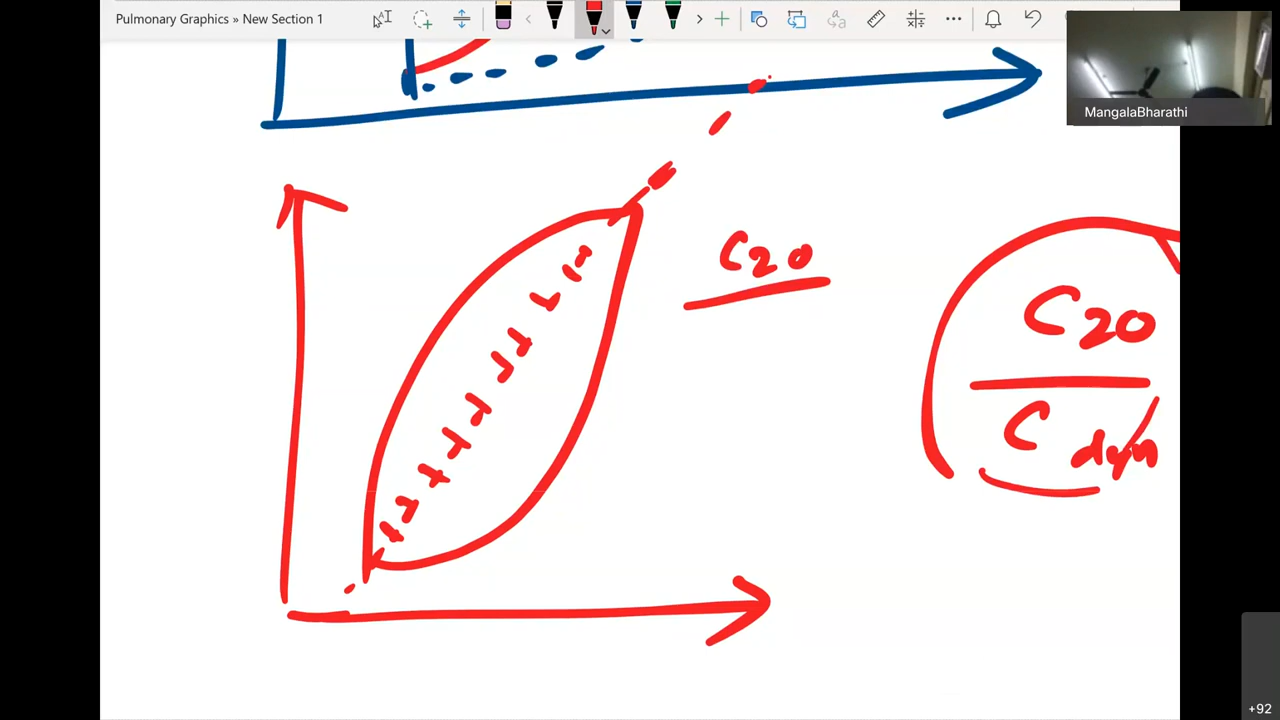 Pulmonary Graphics » New Section 1
MangalaBharathi
C20
C20
C dyn
+92